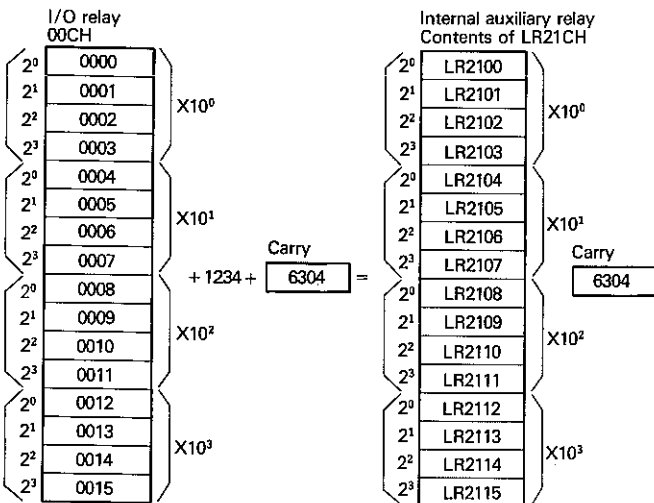 I/O relay
00CH
2⁰ 0000
2¹ 0001
2² 0002
2³ 0003
X10⁰
2⁰ 0004
2¹ 0005
2² 0006
2³ 0007
X10¹
2⁰ 0008
2¹ 0009
2² 0010
2³ 0011
X10²
2⁰ 0012
2¹ 0013
2² 0014
2³ 0015
X10³
Carry
+ 1234 + 6304 =
Internal auxiliary relay
Contents of LR21CH
2⁰ LR2100
2¹ LR2101
2² LR2102
2³ LR2103
X10⁰
2⁰ LR2104
2¹ LR2105
2² LR2106
2³ LR2107
X10¹
2⁰ LR2108
2¹ LR2109
2² LR2110
2³ LR2111
X10²
2⁰ LR2112
2¹ LR2113
2² LR2114
2³ LR2115
X10³
Carry
6304